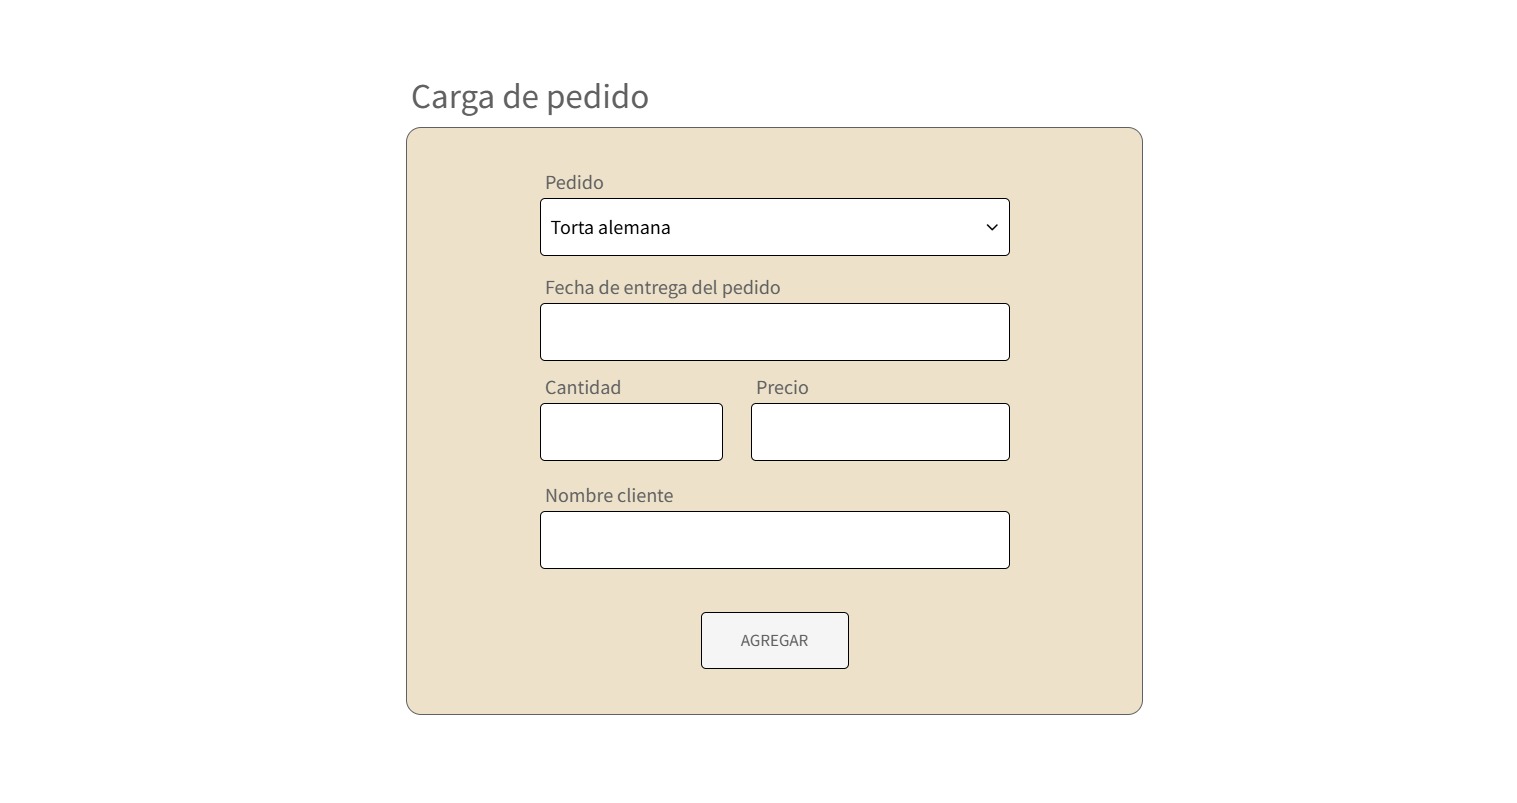 Carga de pedido
Pedido
Torta alemana
Fecha de entrega del pedido
Cantidad
Precio
Nombre cliente
AGREGAR